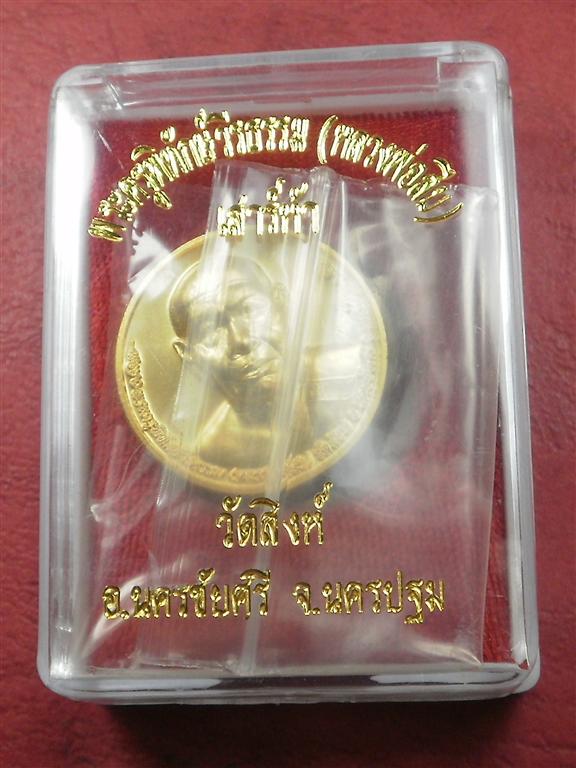 พระครูพิทักษ์วีรธรรม (หลวงพ่อสืบ)
เสาร์ห้า
วัดสิงห์
อ.นครชัยศรี จ.นครปฐม